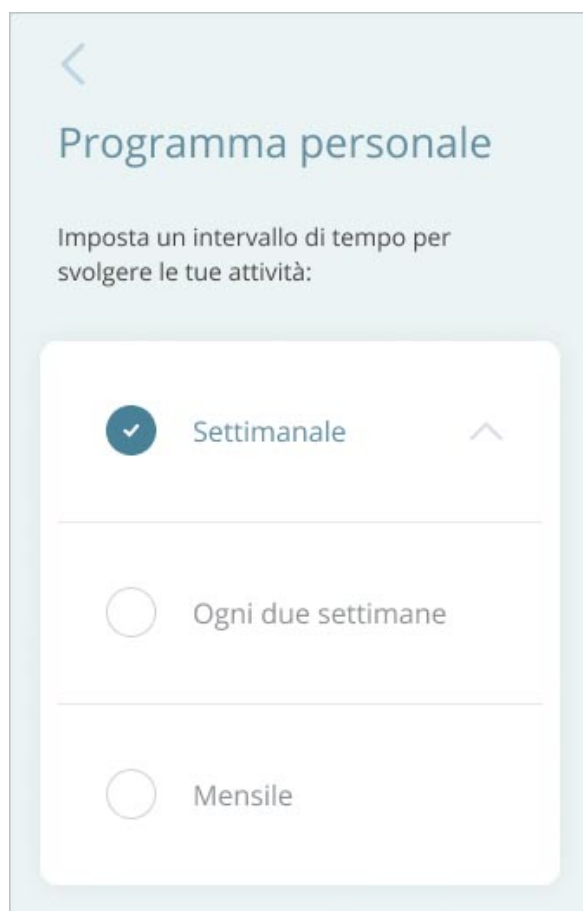 Programma personale
Imposta un intervallo di tempo per
svolgere le tue attività:
Settimanale
Ogni due settimane
Mensile